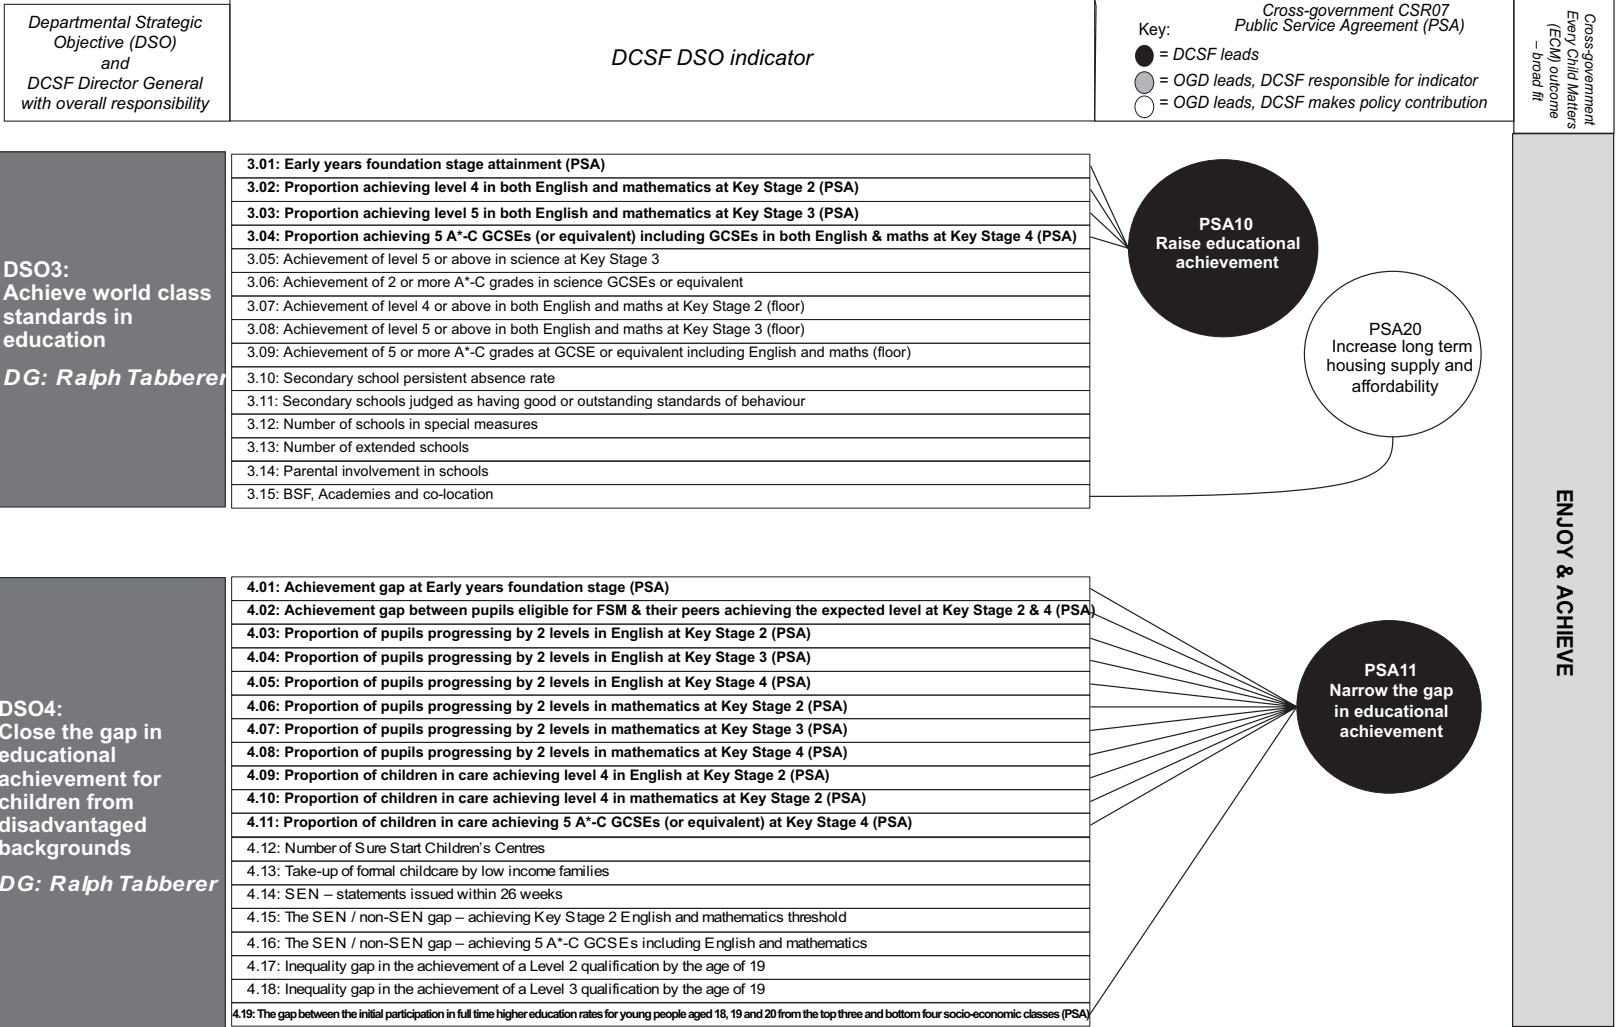 Departmental Strategic
Objective (DSO)
and
DCSF Director General
with overall responsibility
DCSF DSO indicator
Cross-government CSR07
Public Service Agreement (PSA)
Key:
= DCSF leads
= OGD leads, DCSF responsible for indicator
= OGD leads, DCSF makes policy contribution
Cross-government
Every Child Matters
(ECM) outcome
– broad fit
DSO3:
Achieve world class
standards in
education
DG: Ralph Tabberer
3.01: Early years foundation stage attainment (PSA)
3.02: Proportion achieving level 4 in both English and mathematics at Key Stage 2 (PSA)
3.03: Proportion achieving level 5 in both English and mathematics at Key Stage 3 (PSA)
3.04: Proportion achieving 5 A*-C GCSEs (or equivalent) including GCSEs in both English & maths at Key Stage 4 (PSA)
3.05: Achievement of level 5 or above in science at Key Stage 3
3.06: Achievement of 2 or more A*-C grades in science GCSEs or equivalent
3.07: Achievement of level 4 or above in both English and maths at Key Stage 2 (floor)
3.08: Achievement of level 5 or above in both English and maths at Key Stage 3 (floor)
3.09: Achievement of 5 or more A*-C grades at GCSE or equivalent including English and maths (floor)
3.10: Secondary school persistent absence rate
3.11: Secondary schools judged as having good or outstanding standards of behaviour
3.12: Number of schools in special measures
3.13: Number of extended schools
3.14: Parental involvement in schools
3.15: BSF, Academies and co-location
PSA10
Raise educational
achievement
PSA20
Increase long term
housing supply and
affordability
DSO4:
Close the gap in
educational
achievement for
children from
disadvantaged
backgrounds
DG: Ralph Tabberer
4.01: Achievement gap at Early years foundation stage (PSA)
4.02: Achievement gap between pupils eligible for FSM & their peers achieving the expected level at Key Stage 2 & 4 (PSA)
4.03: Proportion of pupils progressing by 2 levels in English at Key Stage 2 (PSA)
4.04: Proportion of pupils progressing by 2 levels in English at Key Stage 3 (PSA)
4.05: Proportion of pupils progressing by 2 levels in English at Key Stage 4 (PSA)
4.06: Proportion of pupils progressing by 2 levels in mathematics at Key Stage 2 (PSA)
4.07: Proportion of pupils progressing by 2 levels in mathematics at Key Stage 3 (PSA)
4.08: Proportion of pupils progressing by 2 levels in mathematics at Key Stage 4 (PSA)
4.09: Proportion of children in care achieving level 4 in English at Key Stage 2 (PSA)
4.10: Proportion of children in care achieving level 4 in mathematics at Key Stage 2 (PSA)
4.11: Proportion of children in care achieving 5 A*-C GCSEs (or equivalent) at Key Stage 4 (PSA)
4.12: Number of Sure Start Children's Centres
4.13: Take-up of formal childcare by low income families
4.14: SEN – statements issued within 26 weeks
4.15: The SEN / non-SEN gap – achieving Key Stage 2 English and mathematics threshold
4.16: The SEN / non-SEN gap – achieving 5 A*-C GCSEs including English and mathematics
4.17: Inequality gap in the achievement of a Level 2 qualification by the age of 19
4.18: Inequality gap in the achievement of a Level 3 qualification by the age of 19
4.19: The gap between the initial participation in full time higher education rates for young people aged 18, 19 and 20 from the top three and bottom four socio-economic classes (PSA)
PSA11
Narrow the gap
in educational
achievement
ENJOY & ACHIEVE